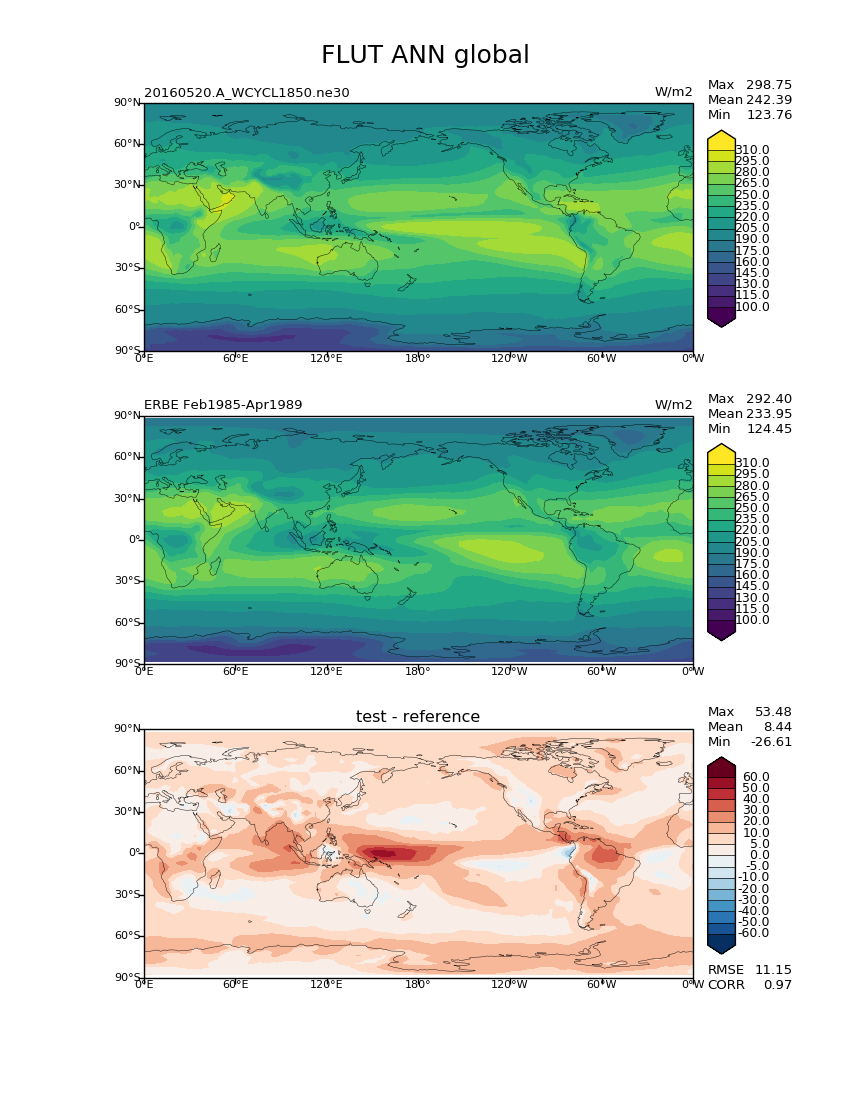 FLUT ANN global
20160520.A_WCYCL1850.ne30 W/m2
Max 298.75
Mean 242.39
Min 123.76
90°N
60°N
30°N
0°
30°S
60°S
90°S
0°E 60°E 120°E 180° 120°W 60°W 0°W
310.0
295.0
280.0
265.0
250.0
235.0
220.0
205.0
190.0
175.0
160.0
145.0
130.0
115.0
100.0
ERBE Feb1985-Apr1989 W/m2
Max 292.40
Mean 233.95
Min 124.45
90°N
60°N
30°N
0°
30°S
60°S
90°S
0°E 60°E 120°E 180° 120°W 60°W 0°W
310.0
295.0
280.0
265.0
250.0
235.0
220.0
205.0
190.0
175.0
160.0
145.0
130.0
115.0
100.0
test - reference
Max 53.48
Mean 8.44
Min -26.61
90°N
60°N
30°N
0°
30°S
60°S
90°S
0°E 60°E 120°E 180° 120°W 60°W 0°W
60.0
50.0
40.0
30.0
20.0
10.0
5.0
0.0
-5.0
-10.0
-20.0
-30.0
-40.0
-50.0
-60.0
RMSE 11.15
CORR 0.97